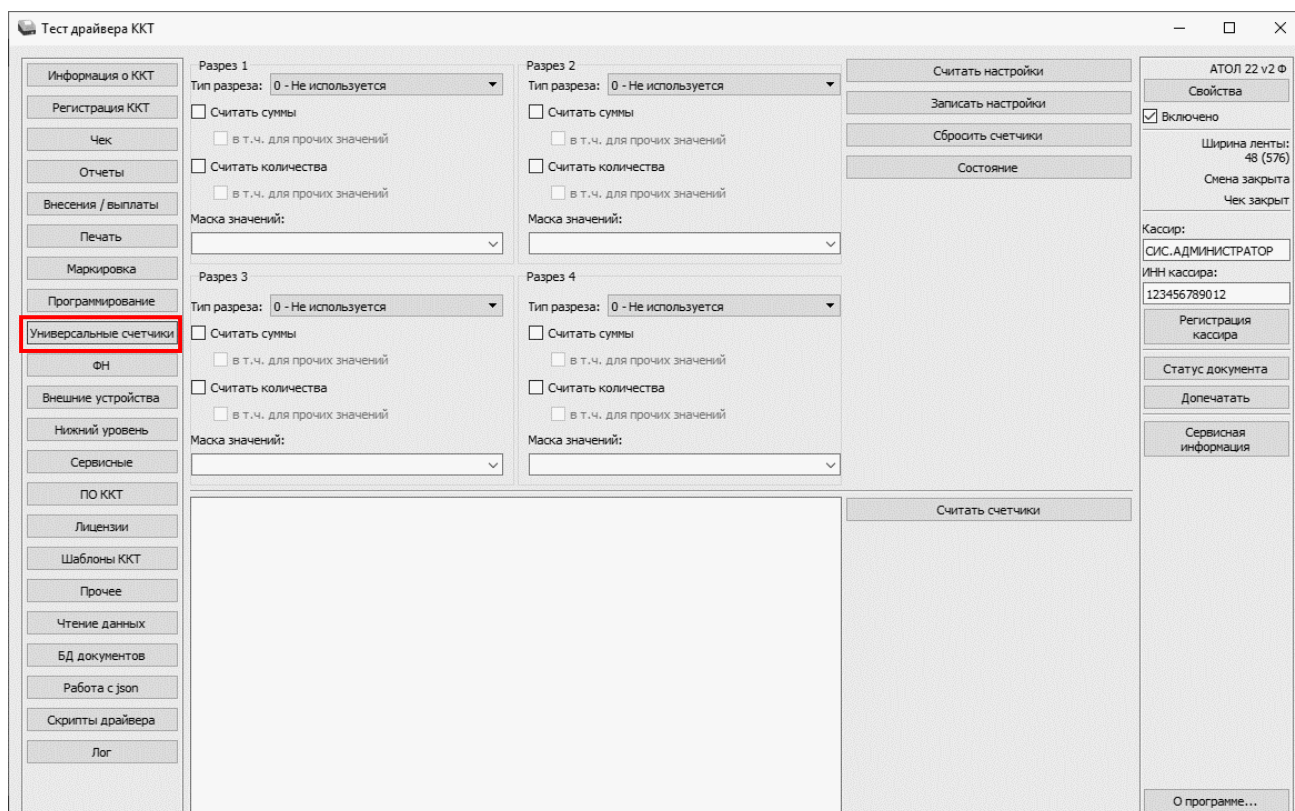 Тест драйвера ККТ
Информация о ККТ
Регистрация ККТ
Чек
Отчеты
Внесения / выплаты
Печать
Маркировка
Программирование
Универсальные счетчики
ФН
Внешние устройства
Нижний уровень
Сервисные
ПО ККТ
Лицензии
Шаблоны ККТ
Прочее
Чтение данных
БД документов
Работа с json
Скрипты драйвера
Лог
Разрез 1
Тип разреза: 0 - Не используется
Считать суммы
в т.ч. для прочих значений
Считать количества
в т.ч. для прочих значений
Маска значений:
Разрез 2
Тип разреза: 0 - Не используется
Считать суммы
в т.ч. для прочих значений
Считать количества
в т.ч. для прочих значений
Маска значений:
Разрез 3
Тип разреза: 0 - Не используется
Считать суммы
в т.ч. для прочих значений
Считать количества
в т.ч. для прочих значений
Маска значений:
Разрез 4
Тип разреза: 0 - Не используется
Считать суммы
в т.ч. для прочих значений
Считать количества
в т.ч. для прочих значений
Маска значений:
Считать настройки
Записать настройки
Сбросить счетчики
Состояние
Считать счетчики
АТОЛ 22 v2 Ф
Свойства
Включено
Ширина ленты:
48 (576)
Смена закрыта
Чек закрыт
Кассир:
СИС.АДМИНИСТРАТОР
ИНН кассира:
123456789012
Регистрация
кассира
Статус документа
Допечатать
Сервисная
информация
О программе...